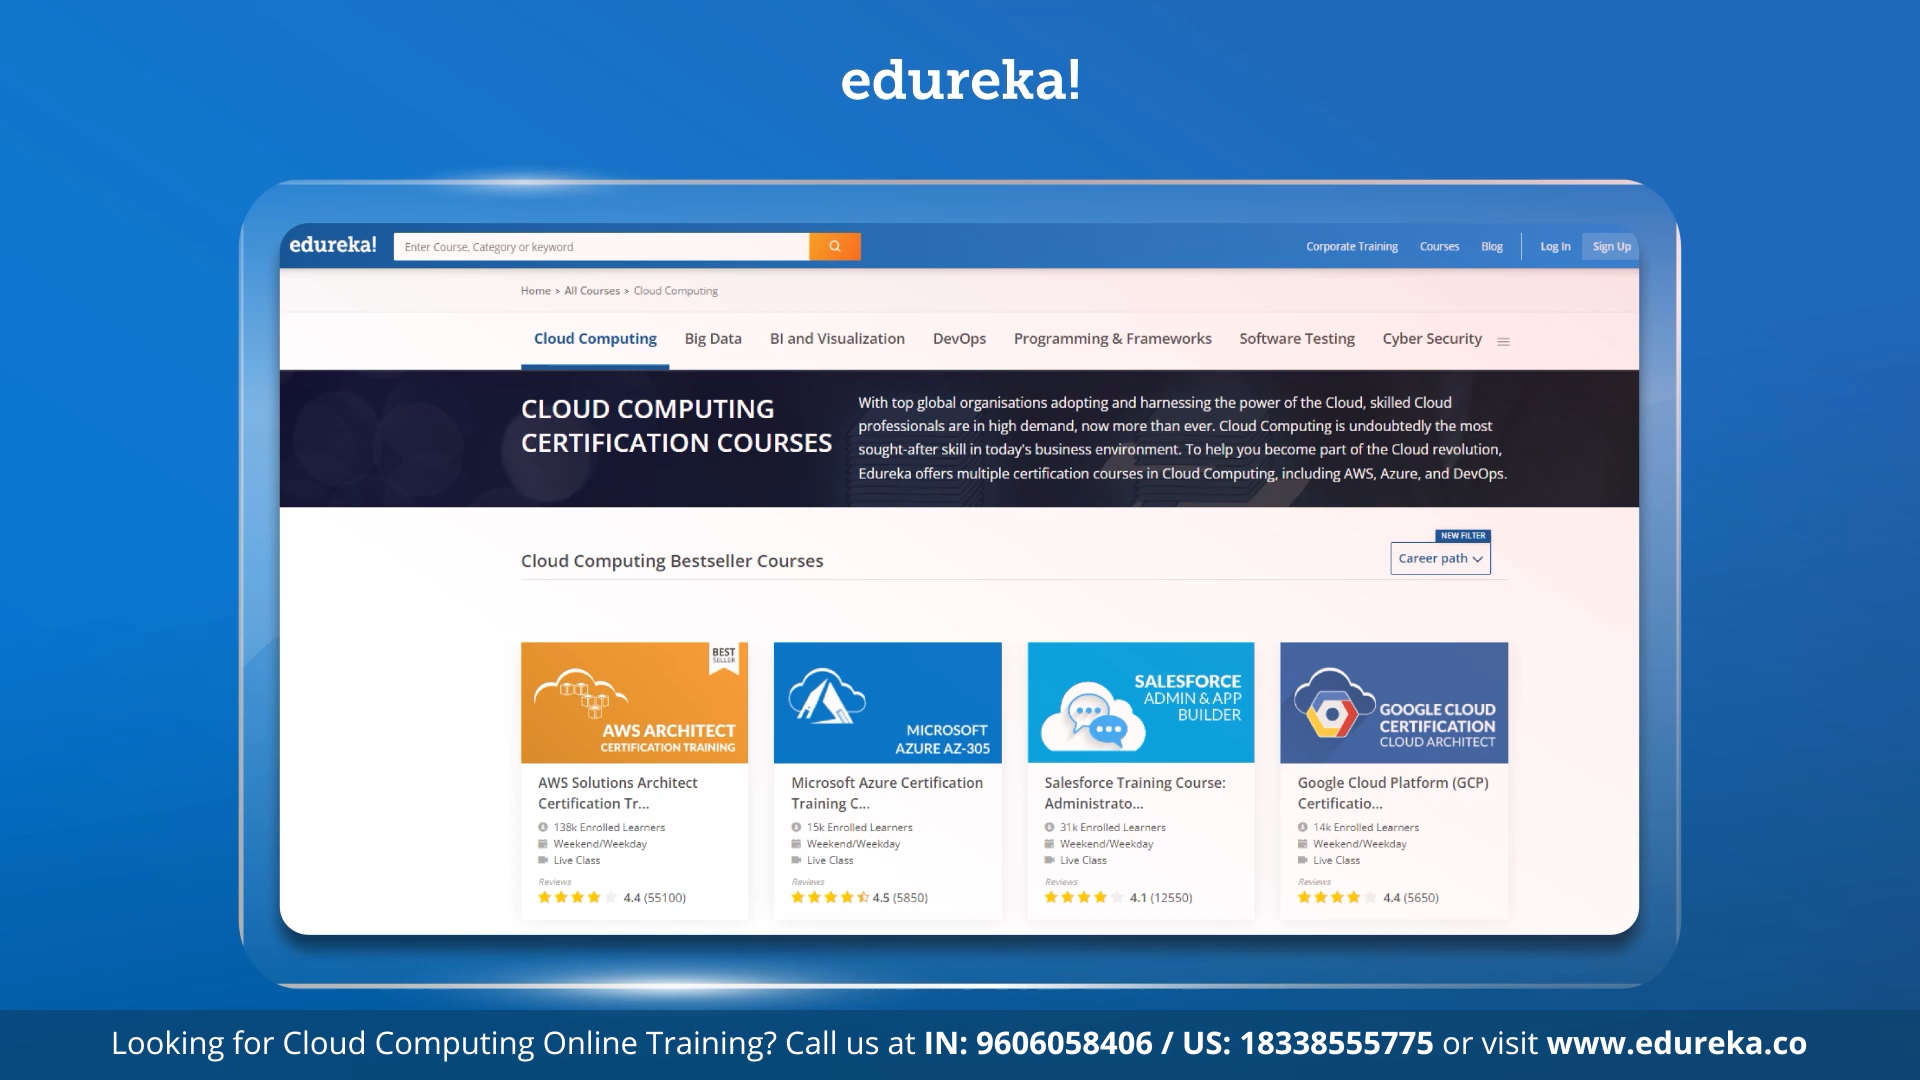 edureka!
edureka!
Enter Course, Category or keyword
Corporate Training Courses Blog Log In Sign Up
Home > All Courses > Cloud Computing
Cloud Computing Big Data BI and Visualization DevOps Programming & Frameworks Software Testing Cyber Security
CLOUD COMPUTING
CERTIFICATION COURSES
With top global organisations adopting and harnessing the power of the Cloud, skilled Cloud
professionals are in high demand, now more than ever. Cloud Computing is undoubtedly the most
sought-after skill in today's business environment. To help you become part of the Cloud revolution,
Edureka offers multiple certification courses in Cloud Computing, including AWS, Azure, and DevOps.
Cloud Computing Bestseller Courses
NEW FILTER
Career path
BEST
SELLER
AWS ARCHITECT
CERTIFICATION TRAINING
AWS Solutions Architect
Certification Tr...
138k Enrolled Learners
Weekend/Weekday
Live Class
Reviews
4.4 (55100)
MICROSOFT
AZURE AZ-305
Microsoft Azure Certification
Training C...
15k Enrolled Learners
Weekend/Weekday
Live Class
Reviews
4.5 (5850)
SALESFORCE
ADMIN & APP
BUILDER
Salesforce Training Course:
Administrato...
31k Enrolled Learners
Weekend/Weekday
Live Class
Reviews
4.1 (12550)
GOOGLE CLOUD
CERTIFICATION
CLOUD ARCHITECT
Google Cloud Platform (GCP)
Certificatio...
14k Enrolled Learners
Weekend/Weekday
Live Class
Reviews
4.4 (5650)
Looking for Cloud Computing Online Training? Call us at IN: 9606058406 / US: 18338555775 or visit www.edureka.co